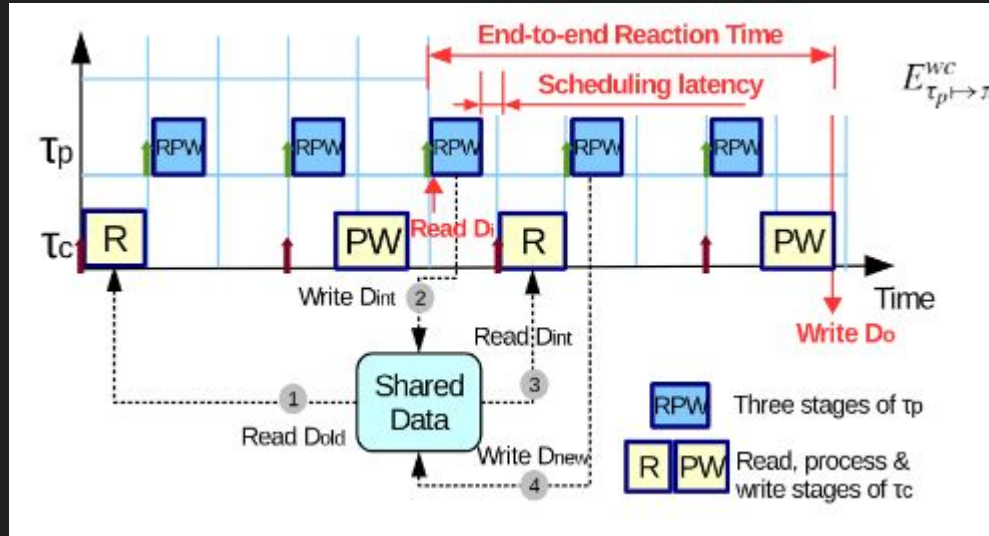 End-to-end Reaction Time
Scheduling latency
E^{wc}_{τp↦
τp
RPW RPW RPW RPW RPW
τc
R PW Read Di R PW
Time
Write Dint 2
Read Dint
Write Do
1 Shared Data 3
Read Dold
Write Dnew
4
RPW Three stages of τp
R PW Read, process &
write stages of τc